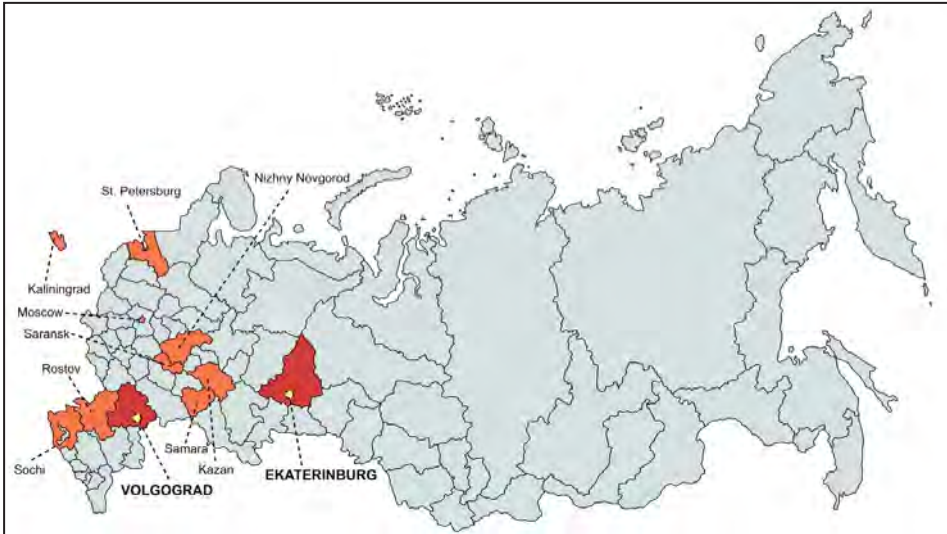 Nizhny Novgorod
St. Petersburg
Kaliningrad
Moscow
Saransk
Rostov
Samara
Sochi
Kazan
EKATERINBURG
VOLGOGRAD